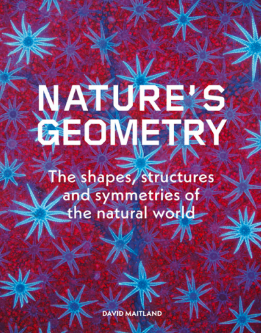 NATURE'S
GEOMETRY
The shapes, structures
and symmetries of
the natural world
DAVID MAITLAND